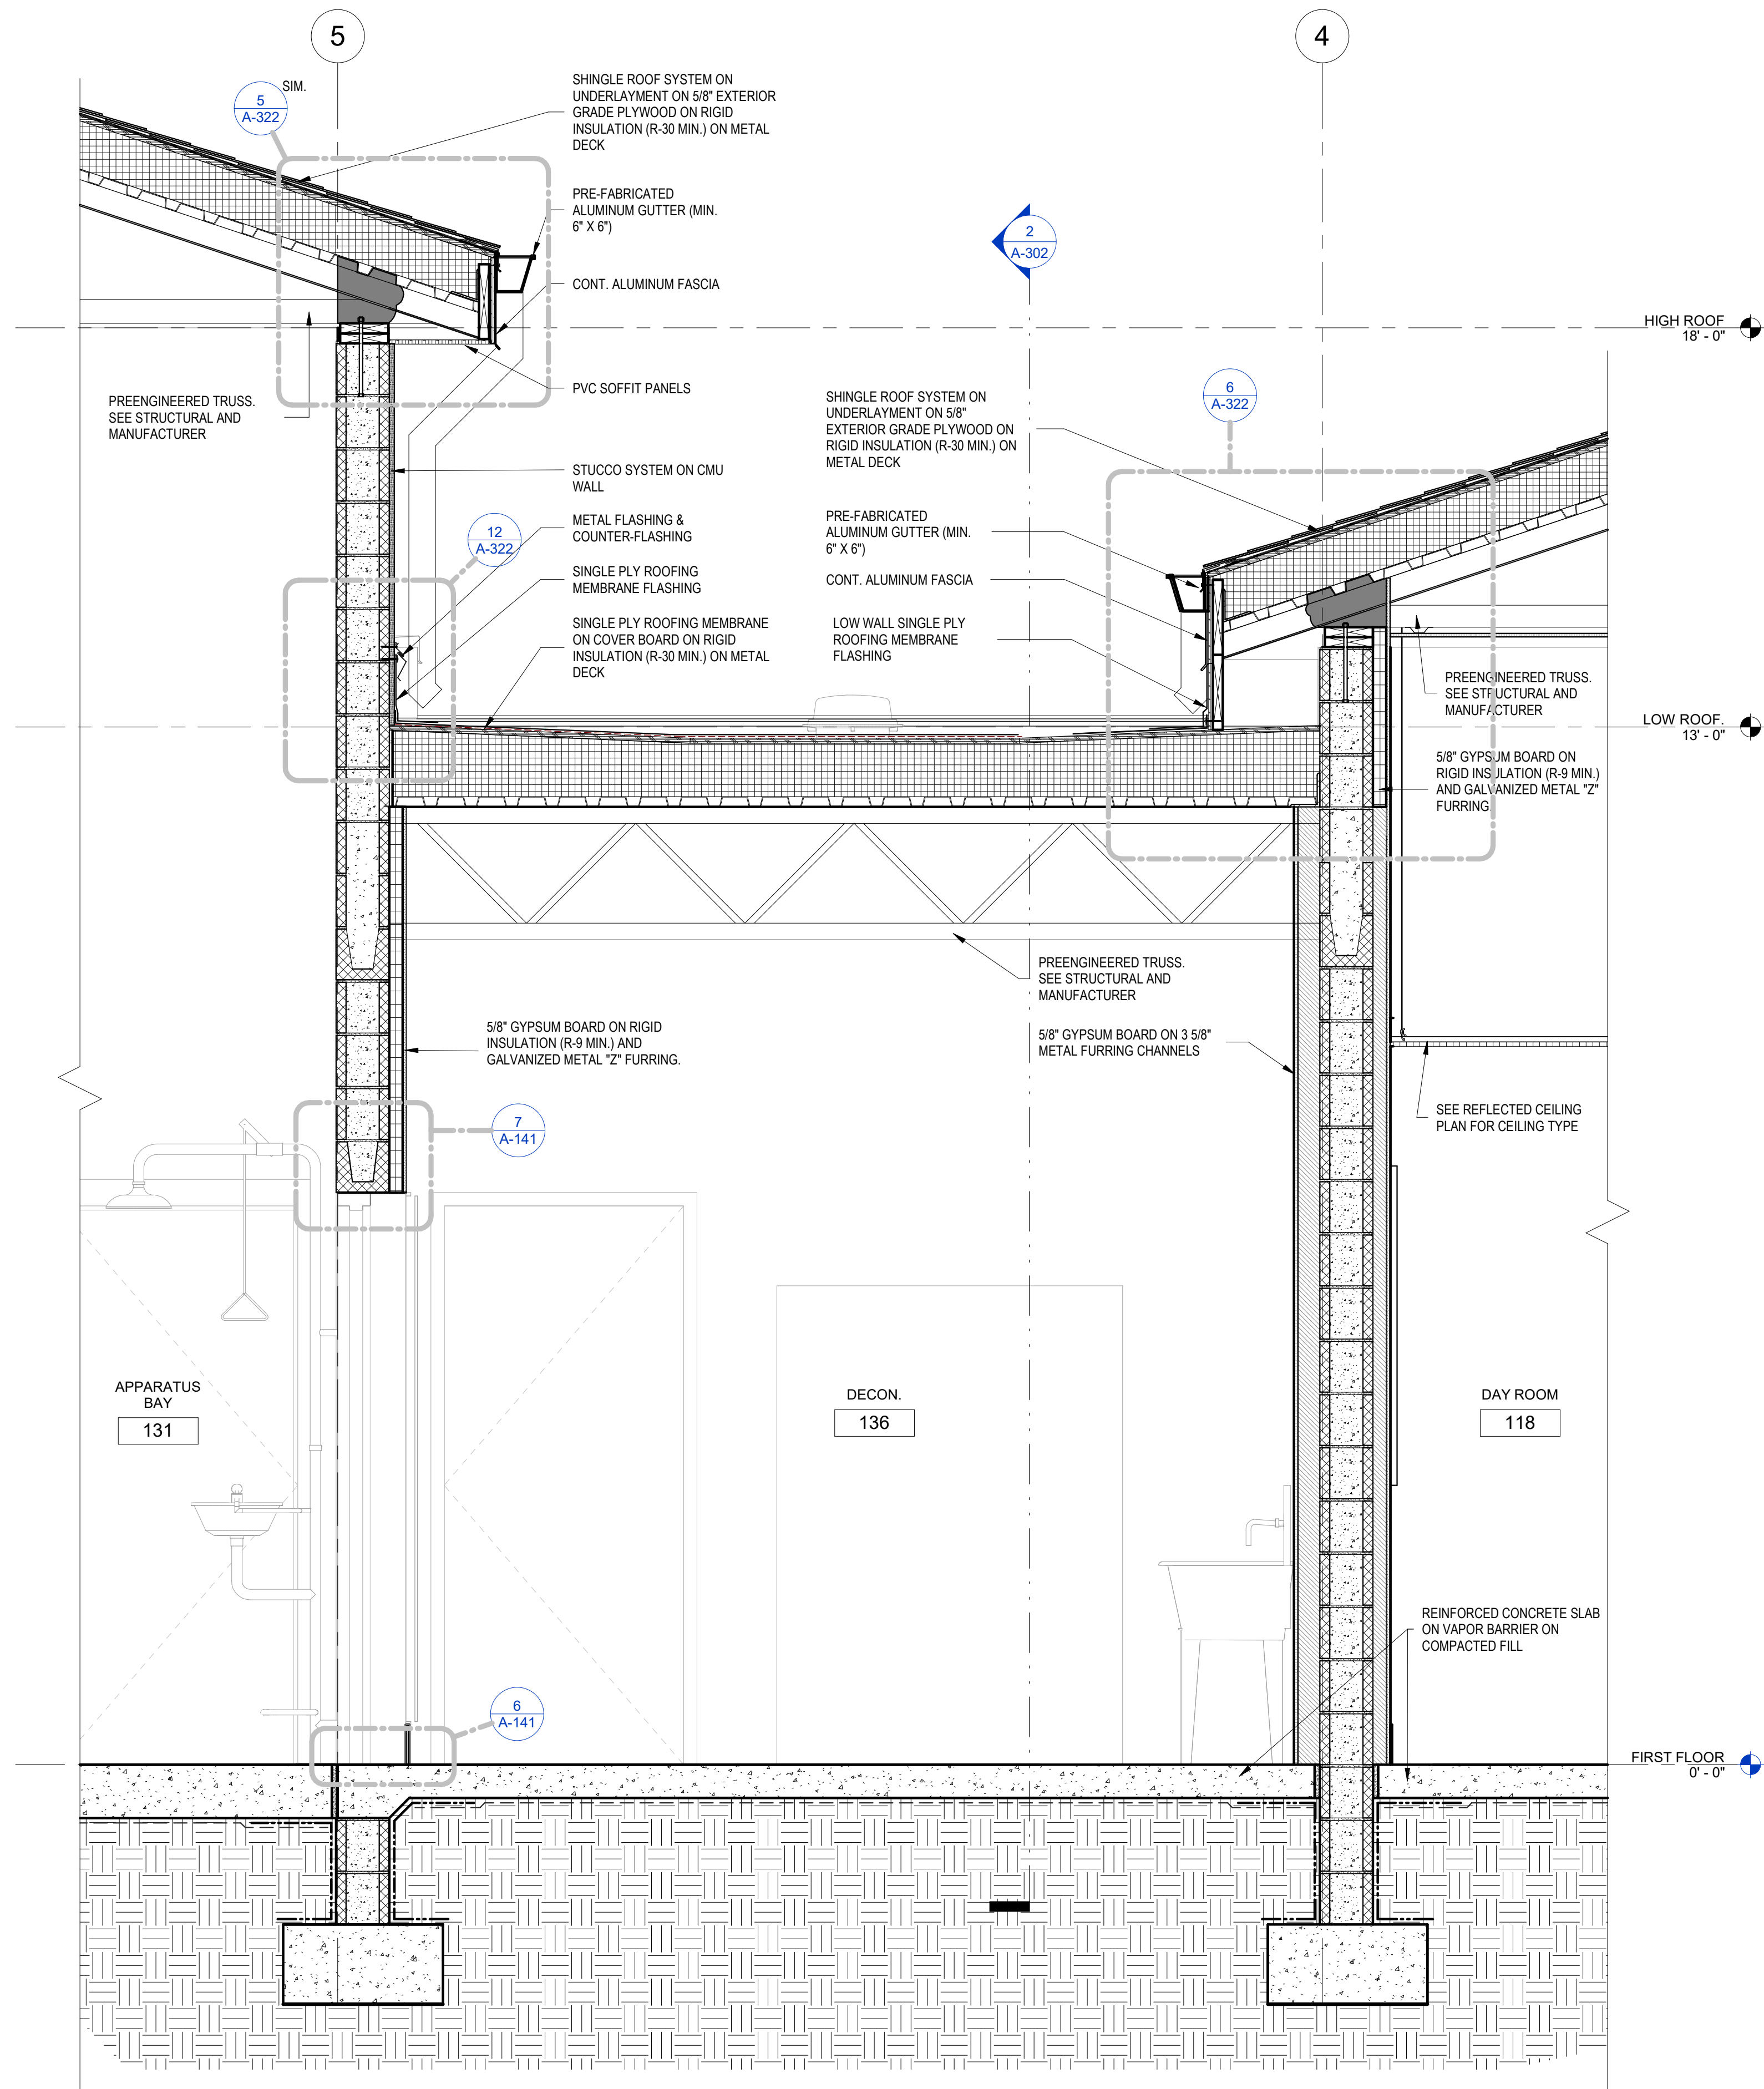 5
4
5
A-322
SIM.
SHINGLE ROOF SYSTEM ON
UNDERLAYMENT ON 5/8" EXTERIOR
GRADE PLYWOOD ON RIGID
INSULATION (R-30 MIN.) ON METAL
DECK
PRE-FABRICATED
ALUMINUM GUTTER (MIN.
6" X 6")
2
A-302
CONT. ALUMINUM FASCIA
HIGH ROOF
18' - 0"
PVC SOFFIT PANELS
PREENGINEERED TRUSS.
SEE STRUCTURAL AND
MANUFACTURER
6
A-322
SHINGLE ROOF SYSTEM ON
UNDERLAYMENT ON 5/8"
EXTERIOR GRADE PLYWOOD ON
RIGID INSULATION (R-30 MIN.) ON
METAL DECK
STUCCO SYSTEM ON CMU
WALL
12
A-322
METAL FLASHING &
COUNTER-FLASHING
PRE-FABRICATED
ALUMINUM GUTTER (MIN.
6" X 6")
SINGLE PLY ROOFING
MEMBRANE FLASHING
CONT. ALUMINUM FASCIA
SINGLE PLY ROOFING MEMBRANE
ON COVER BOARD ON RIGID
INSULATION (R-30 MIN.) ON METAL
DECK
LOW WALL SINGLE PLY
ROOFING MEMBRANE
FLASHING
PREENGINEERED TRUSS.
SEE STRUCTURAL AND
MANUFACTURER
LOW ROOF.
13' - 0"
5/8" GYPSUM BOARD ON
RIGID INSULATION (R-9 MIN.)
AND GALVANIZED METAL "Z"
FURRING
PREENGINEERED TRUSS.
SEE STRUCTURAL AND
MANUFACTURER
5/8" GYPSUM BOARD ON RIGID
INSULATION (R-9 MIN.) AND
GALVANIZED METAL "Z" FURRING.
5/8" GYPSUM BOARD ON 3 5/8"
METAL FURRING CHANNELS
7
A-141
SEE REFLECTED CEILING
PLAN FOR CEILING TYPE
APPARATUS
BAY
131
DECON.
136
DAY ROOM
118
REINFORCED CONCRETE SLAB
ON VAPOR BARRIER ON
COMPACTED FILL
6
A-141
FIRST FLOOR
0' - 0"